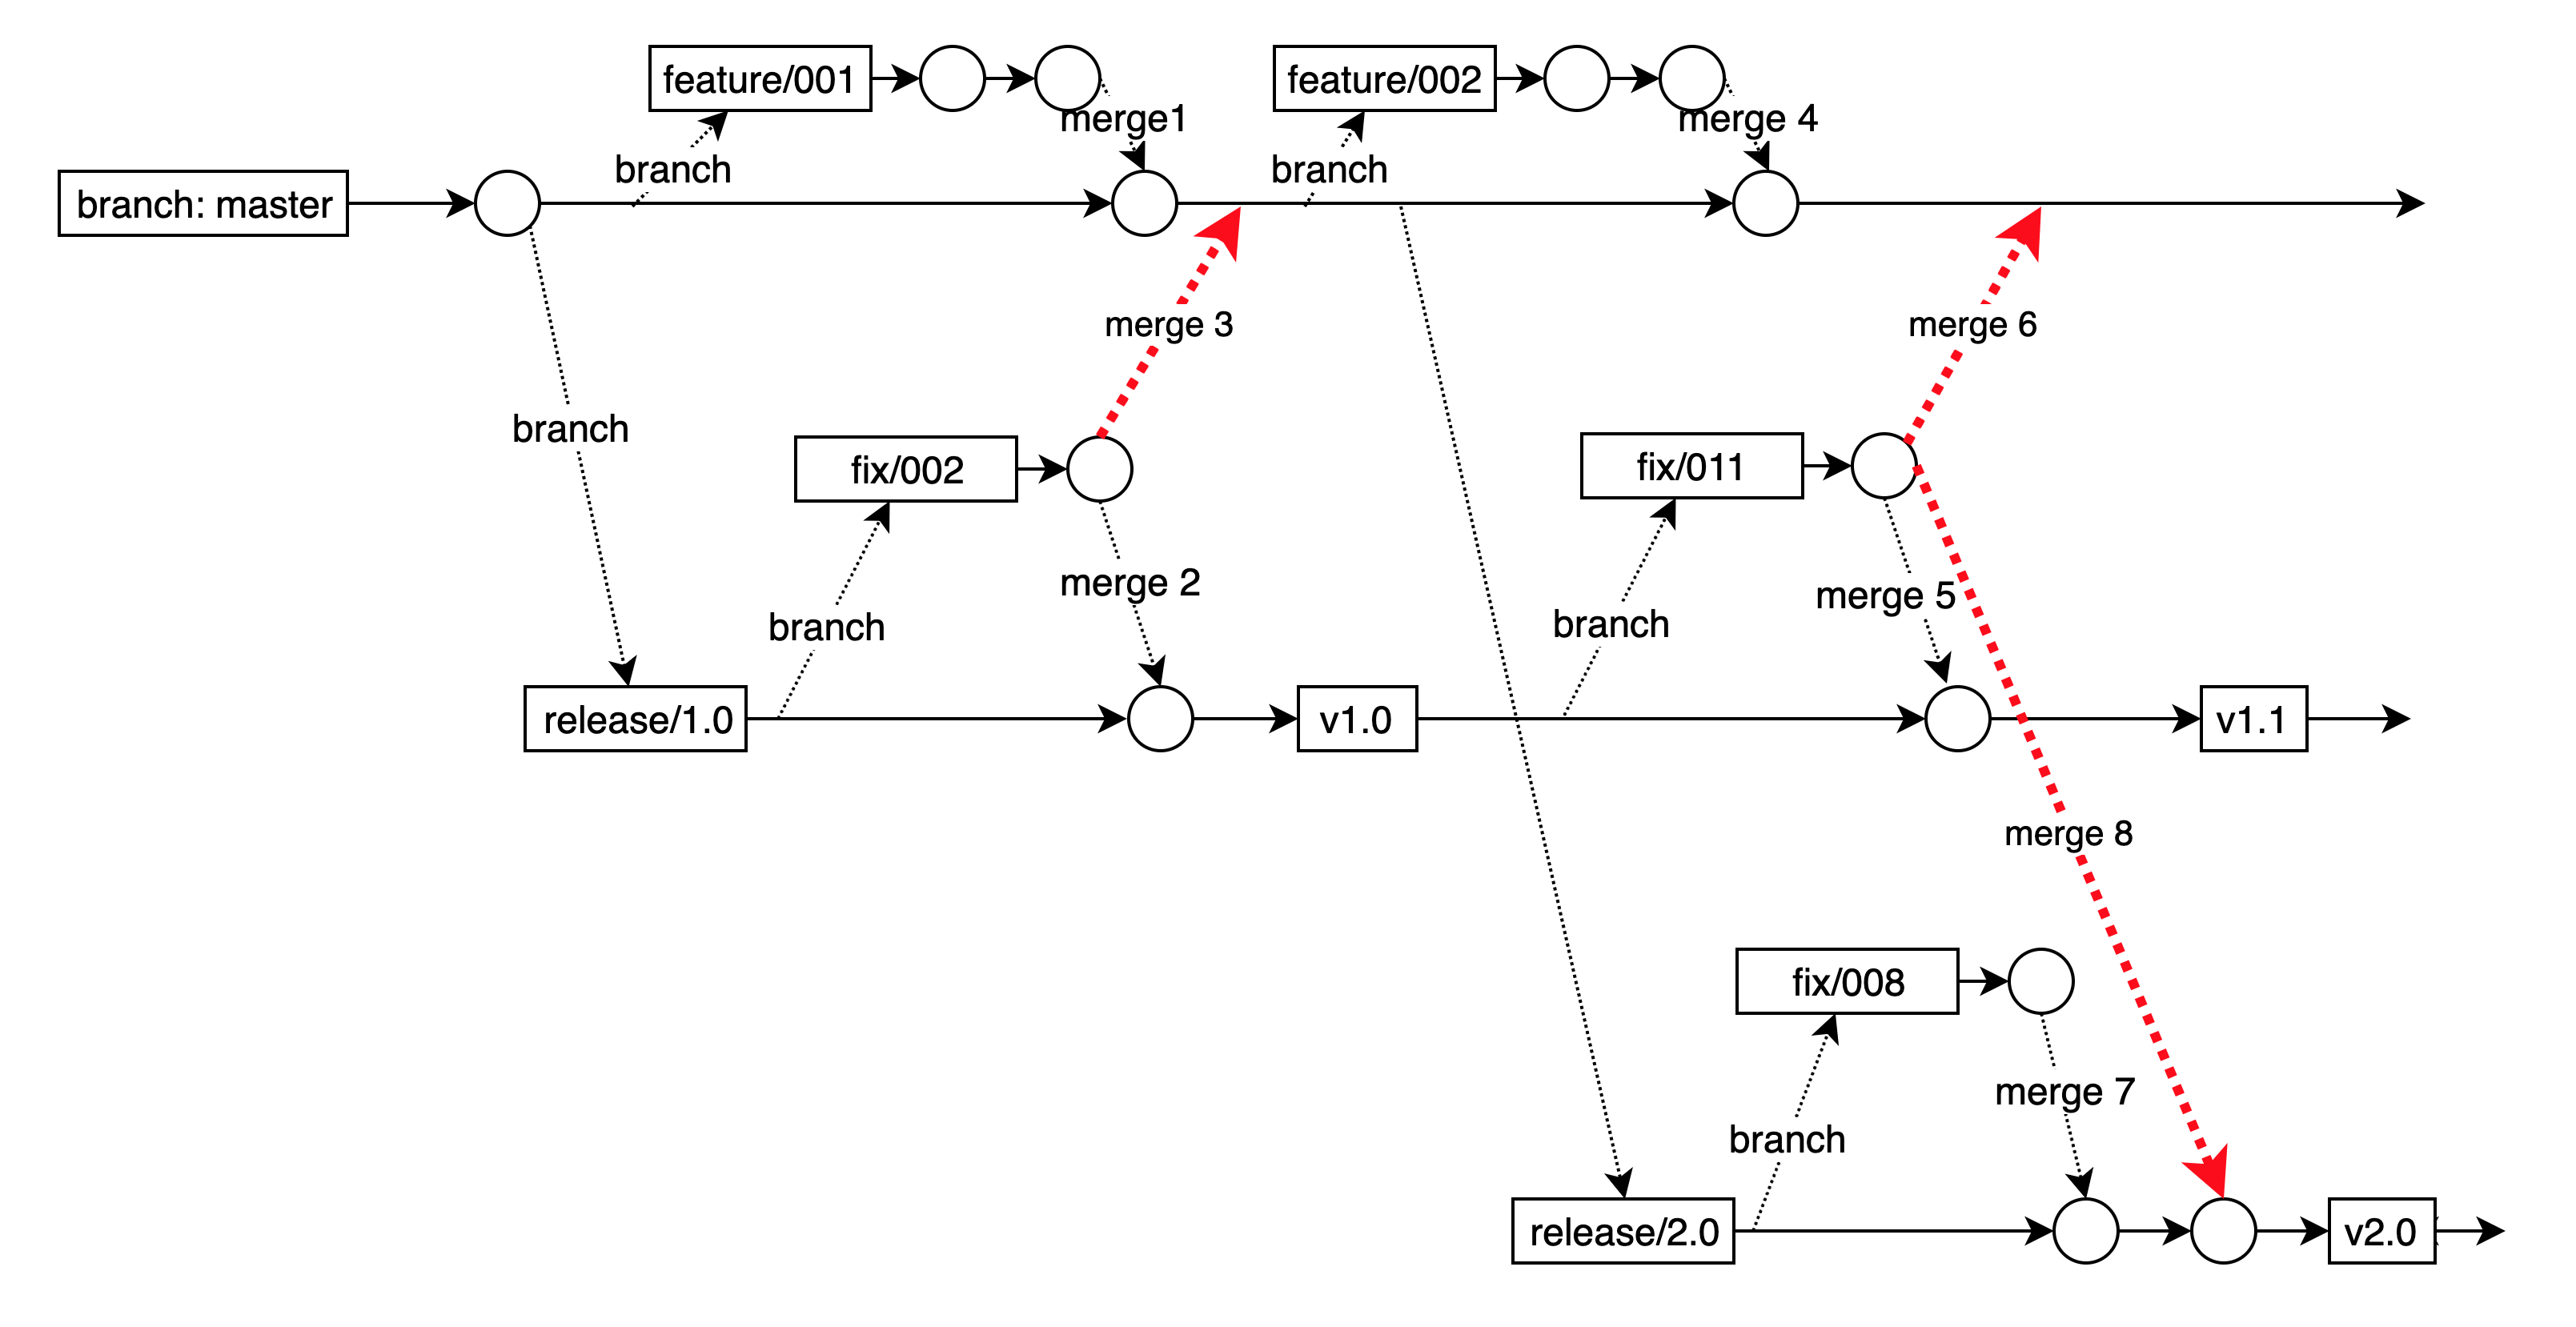 feature/001
feature/002
merge1
merge 4
branch
branch
branch: master
merge 3
merge 6
branch
fix/002
fix/011
merge 2
merge 5
branch
branch
release/1.0
v1.0
v1.1
merge 8
fix/008
merge 7
branch
release/2.0
v2.0